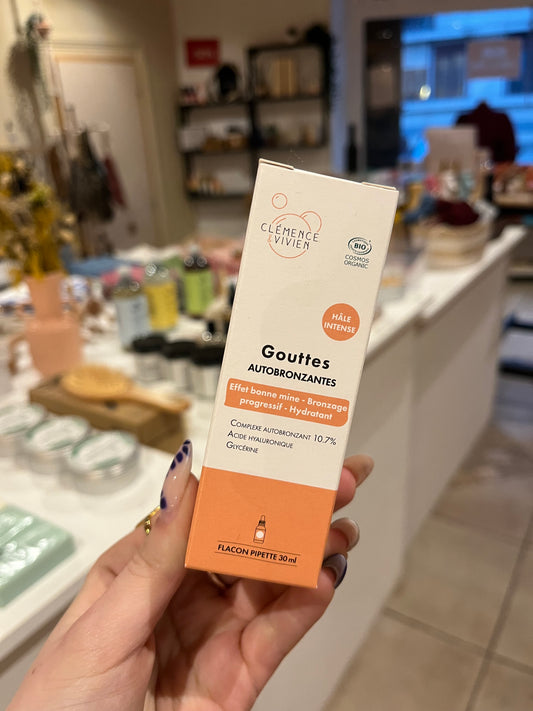 CLÉMENCE
& VIVIEN
BIO
COSMOS
ORGANIC
HÂLE
INTENSE
Gouttes
AUTOBRONZANTES
Effet bonne mine - Bronzage
progressif - Hydratant
COMPLEXE AUTOBRONZANT 10.7%
ACIDE HYALURONIQUE
GLYCÉRINE
FLACON PIPETTE 30 ml